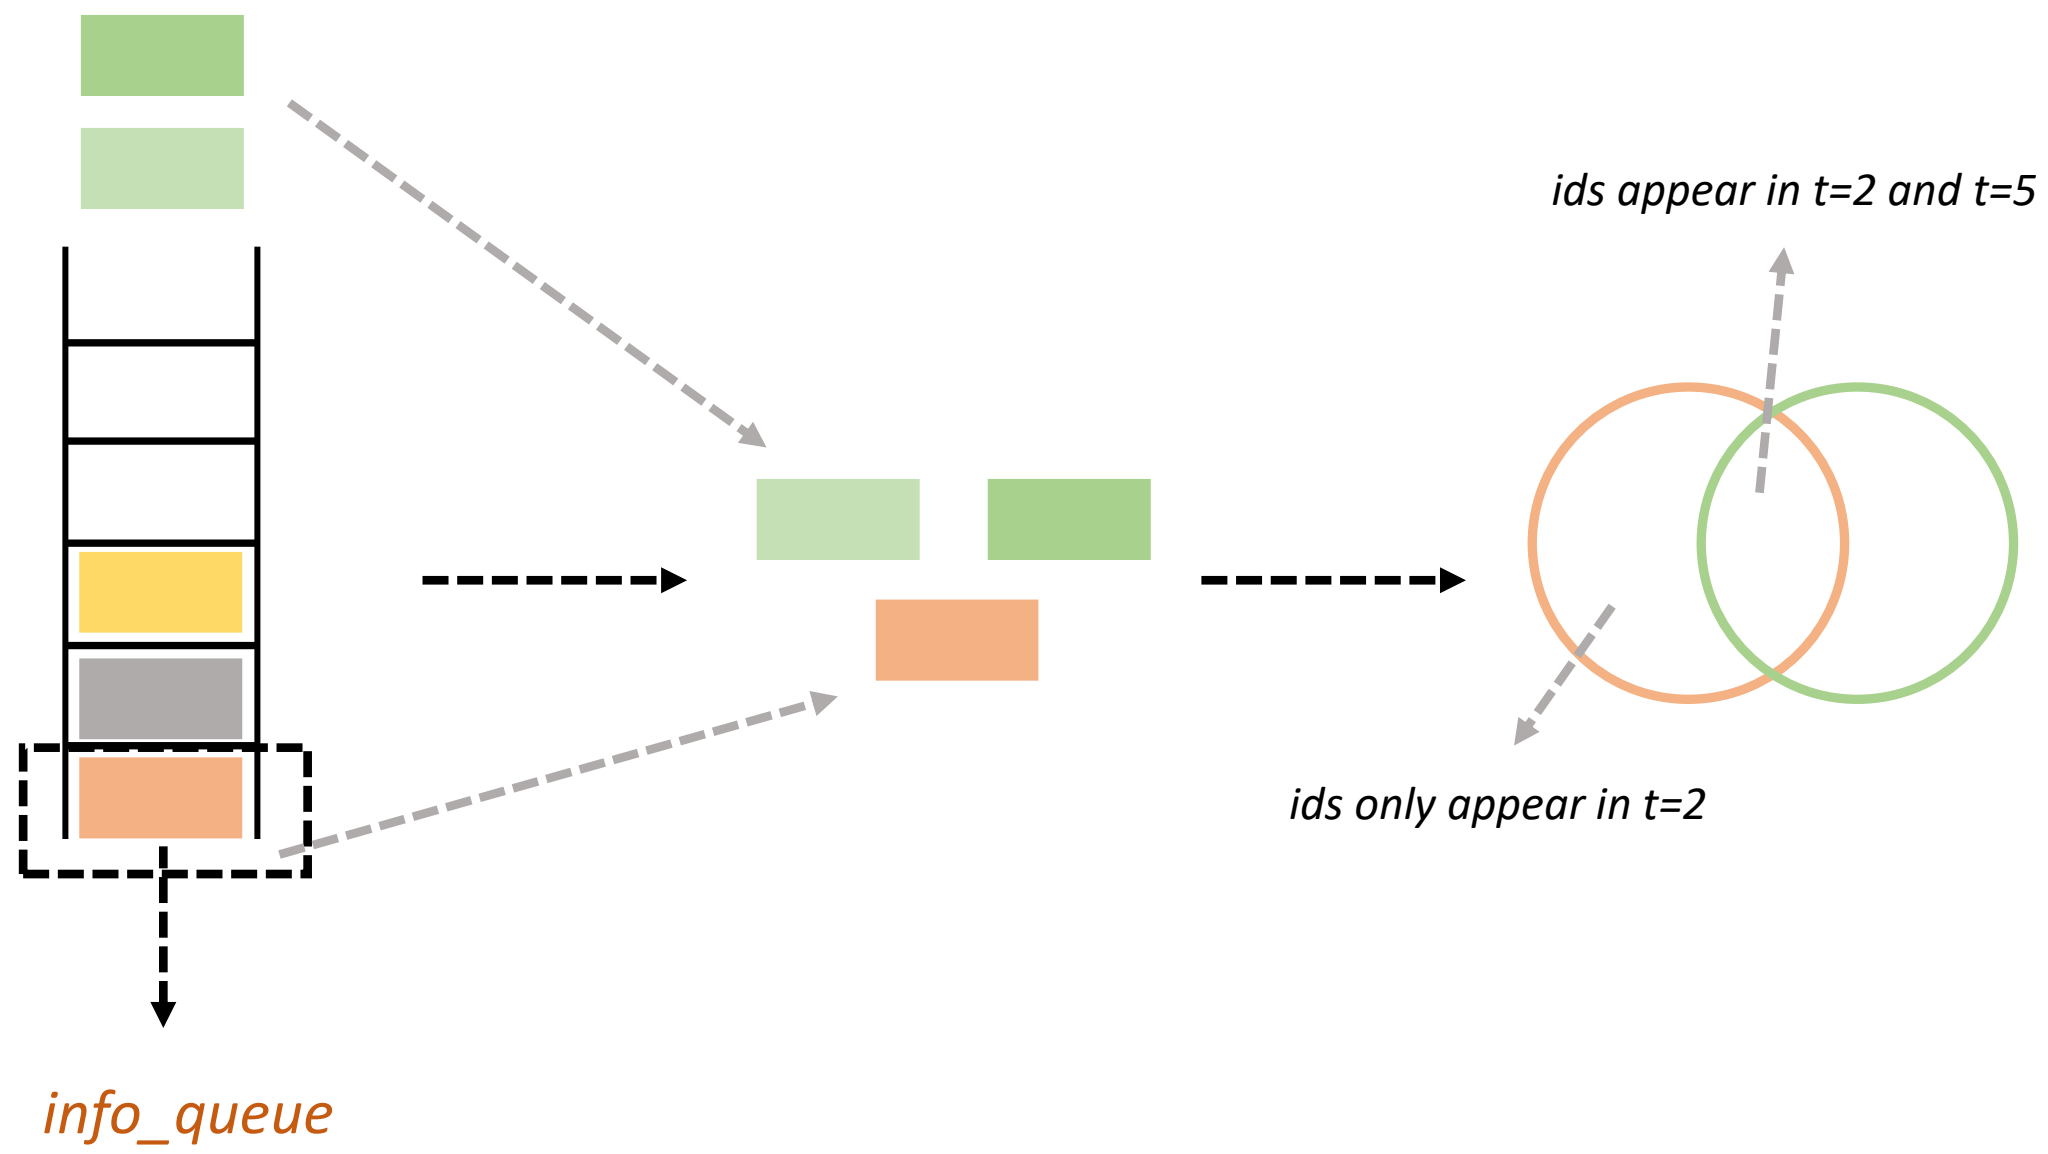 ids appear in t=2 and t=5
ids only appear in t=2
info_queue